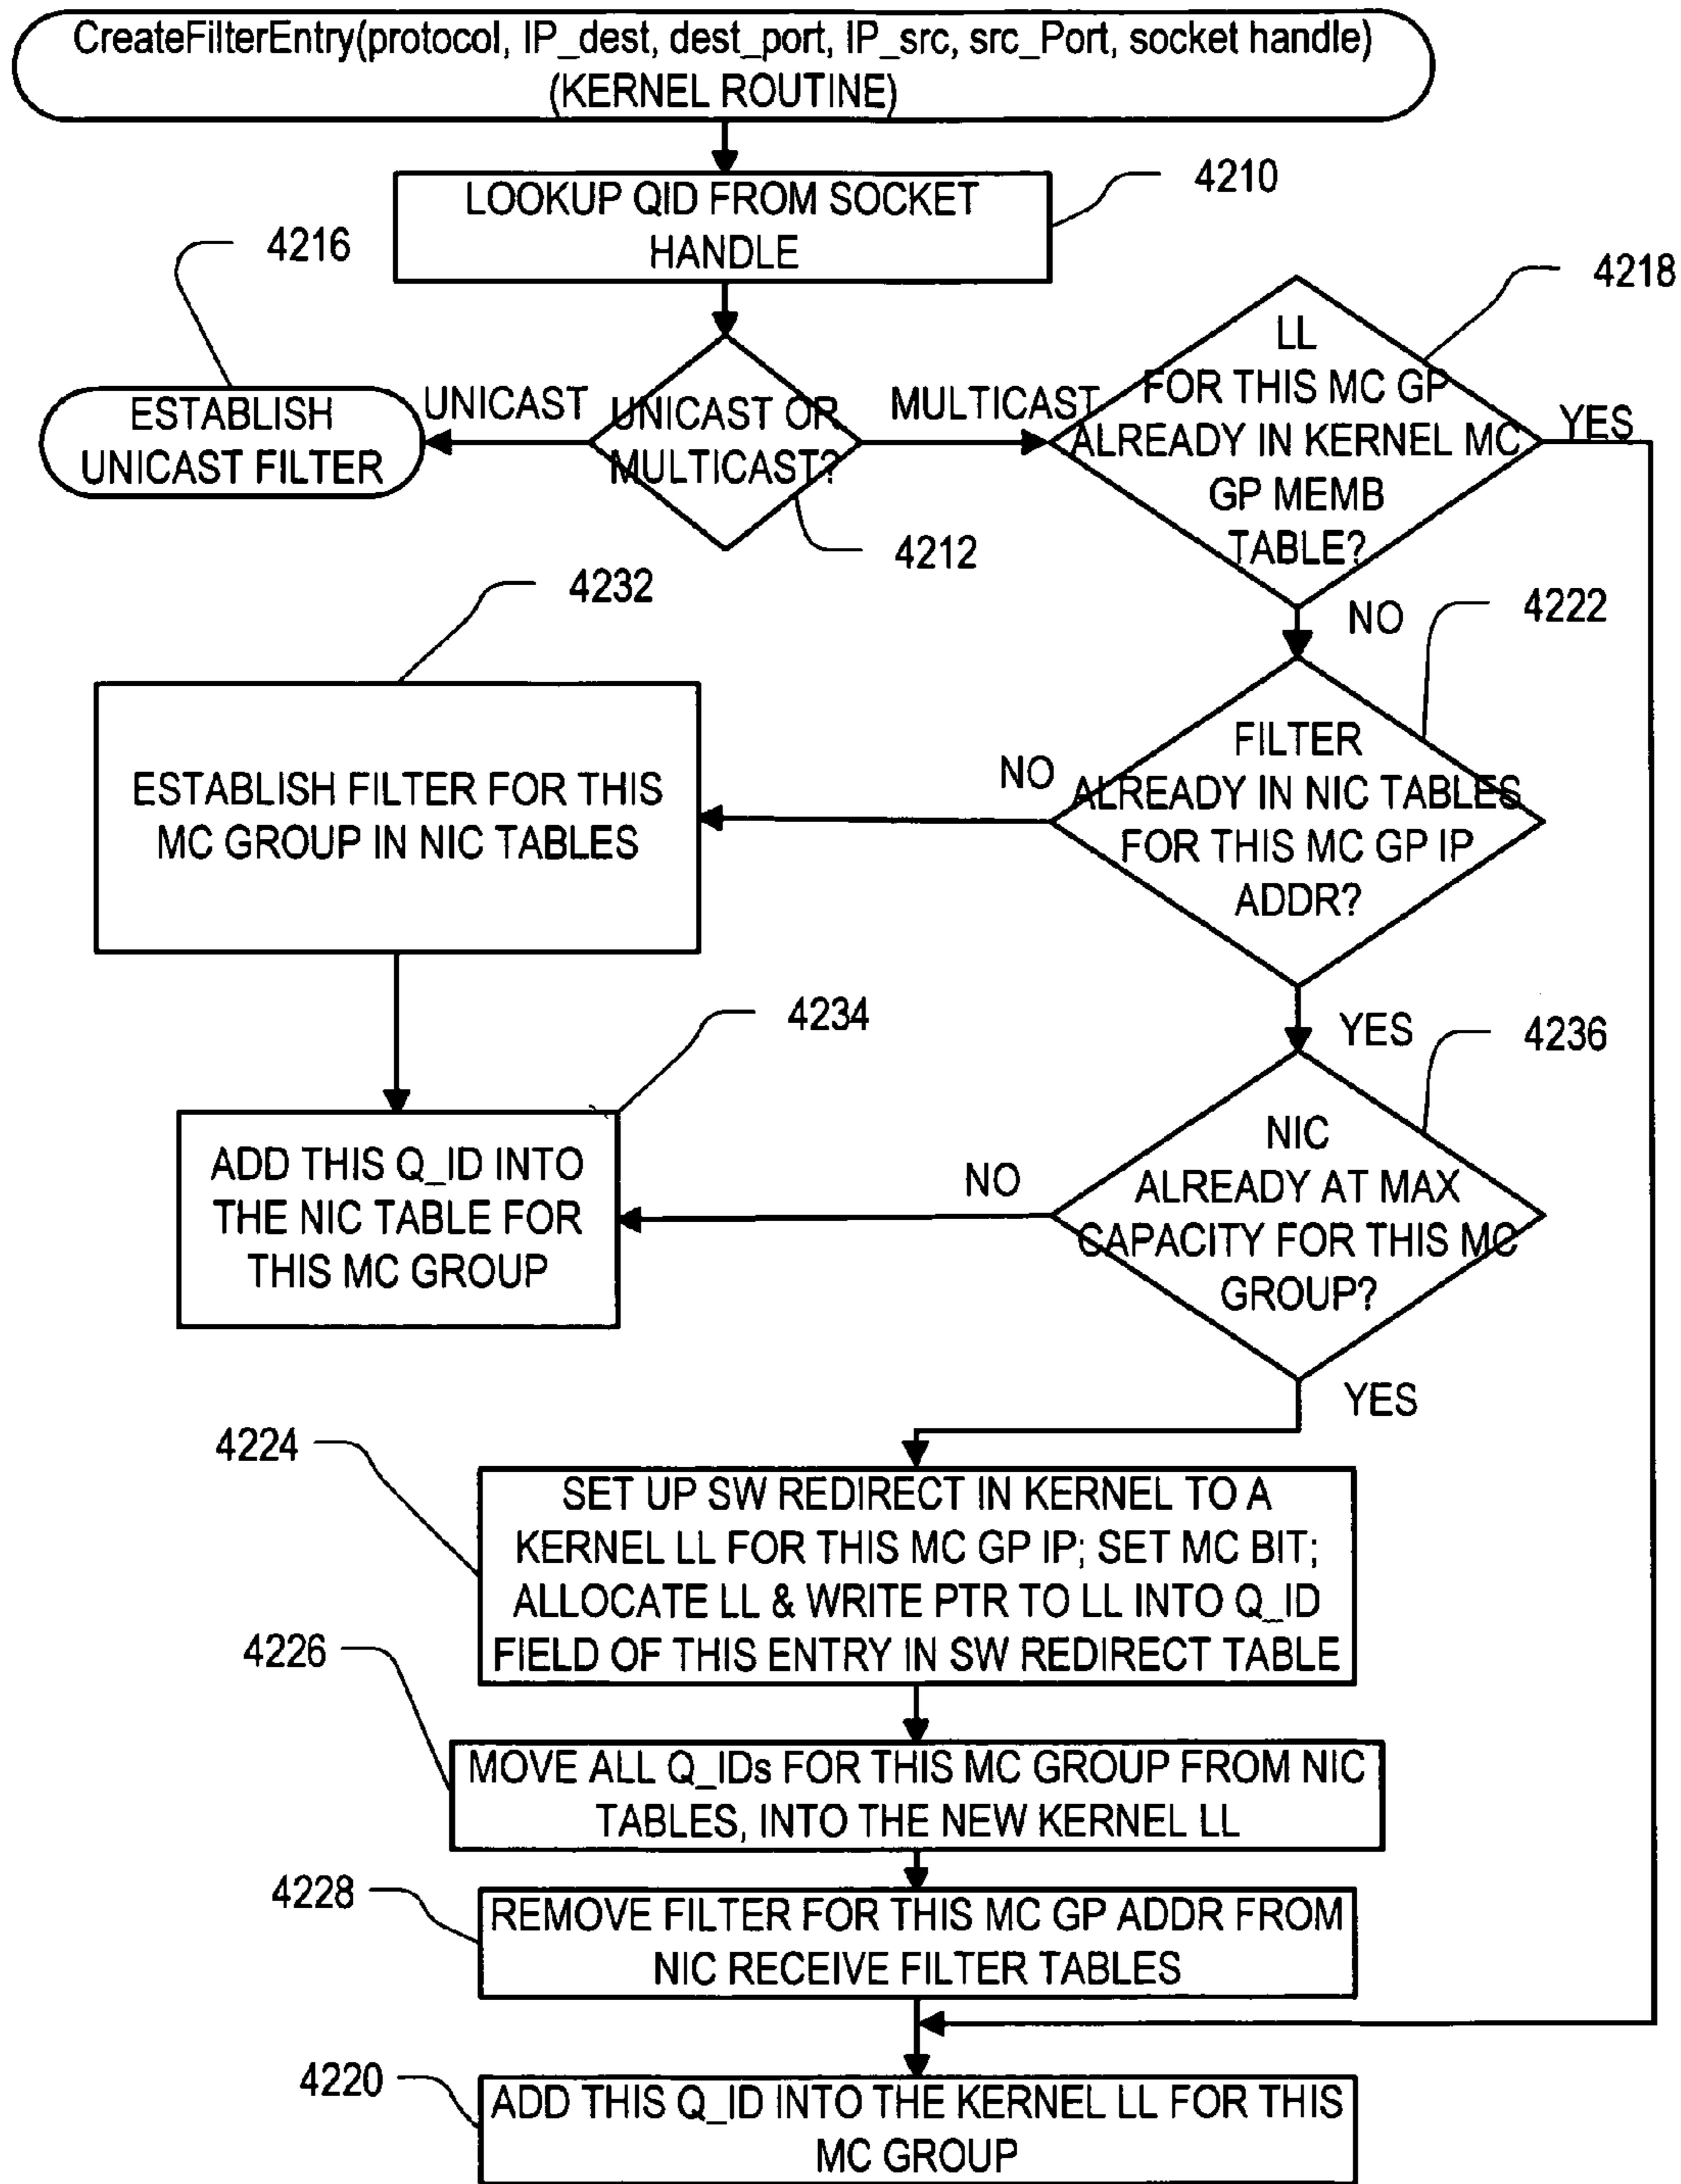 CreateFilterEntry(protocol, IP_dest, dest_port, IP_src, src_Port, socket handle)
(KERNEL ROUTINE)
LOOKUP QID FROM SOCKET
HANDLE
4210
4216
ESTABLISH
UNICAST FILTER
UNICAST
UNICAST OR
MULTICAST?
4212
MULTICAST
LL
FOR THIS MC GP
ALREADY IN KERNEL MC
GP MEMB
TABLE?
4218
YES
NO
4232
ESTABLISH FILTER FOR THIS
MC GROUP IN NIC TABLES
NO
FILTER
ALREADY IN NIC TABLES
FOR THIS MC GP IP
ADDR?
4222
YES
4234
ADD THIS Q_ID INTO
THE NIC TABLE FOR
THIS MC GROUP
NO
NIC
ALREADY AT MAX
CAPACITY FOR THIS MC
GROUP?
4236
YES
4224
SET UP SW REDIRECT IN KERNEL TO A
KERNEL LL FOR THIS MC GP IP; SET MC BIT;
ALLOCATE LL & WRITE PTR TO LL INTO Q_ID
FIELD OF THIS ENTRY IN SW REDIRECT TABLE
4226
MOVE ALL Q_IDs FOR THIS MC GROUP FROM NIC
TABLES, INTO THE NEW KERNEL LL
4228
REMOVE FILTER FOR THIS MC GP ADDR FROM
NIC RECEIVE FILTER TABLES
4220
ADD THIS Q_ID INTO THE KERNEL LL FOR THIS
MC GROUP